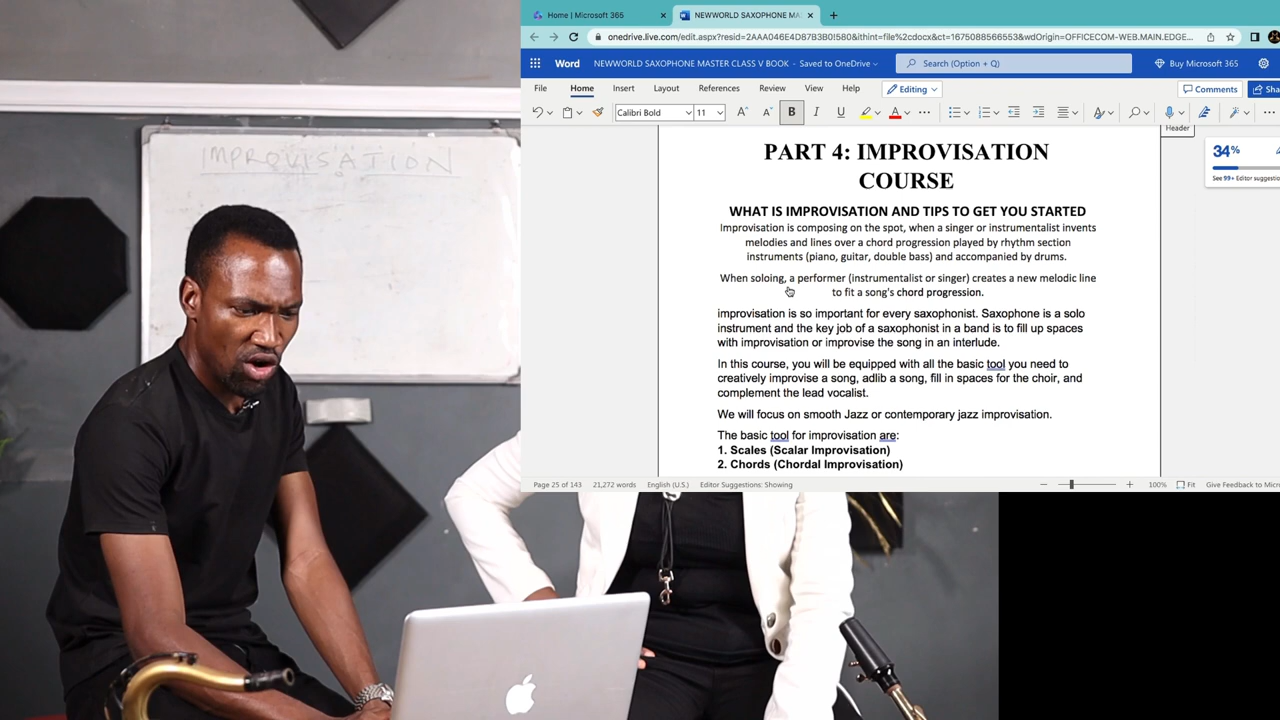 IMPROVISATION
Home | Microsoft 365
NEWWORLD SAXOPHONE MA
onedrive.live.com/edit.aspx?resid=2AAA046E4D87B3B0!580&ithint=file%2cdocx&ct=1675088566553&wdOrigin=OFFICECOM-WEB.MAIN.EDGE...
Word NEWWORLD SAXOPHONE MASTER CLASS V BOOK - Saved to OneDrive Search (Option + Q) Buy Microsoft 365
File Home Insert Layout References Review View Help Editing Comments Sha
Calibri Bold 11 A A B I U A
Header
34%
See 99+ Editor suggestio
PART 4: IMPROVISATION
COURSE
WHAT IS IMPROVISATION AND TIPS TO GET YOU STARTED
Improvisation is composing on the spot, when a singer or instrumentalist invents
melodies and lines over a chord progression played by rhythm section
instruments (piano, guitar, double bass) and accompanied by drums.
When soloing, a performer (instrumentalist or singer) creates a new melodic line
to fit a song's chord progression.
improvisation is so important for every saxophonist. Saxophone is a solo
instrument and the key job of a saxophonist in a band is to fill up spaces
with improvisation or improvise the song in an interlude.
In this course, you will be equipped with all the basic tool you need to
creatively improvise a song, adlib a song, fill in spaces for the choir, and
complement the lead vocalist.
We will focus on smooth Jazz or contemporary jazz improvisation.
The basic tool for improvisation are:
1. Scales (Scalar Improvisation)
2. Chords (Chordal Improvisation)
Page 25 of 143 21,272 words English (U.S.) Editor Suggestions: Showing 100% Fit Give Feedback to Micr